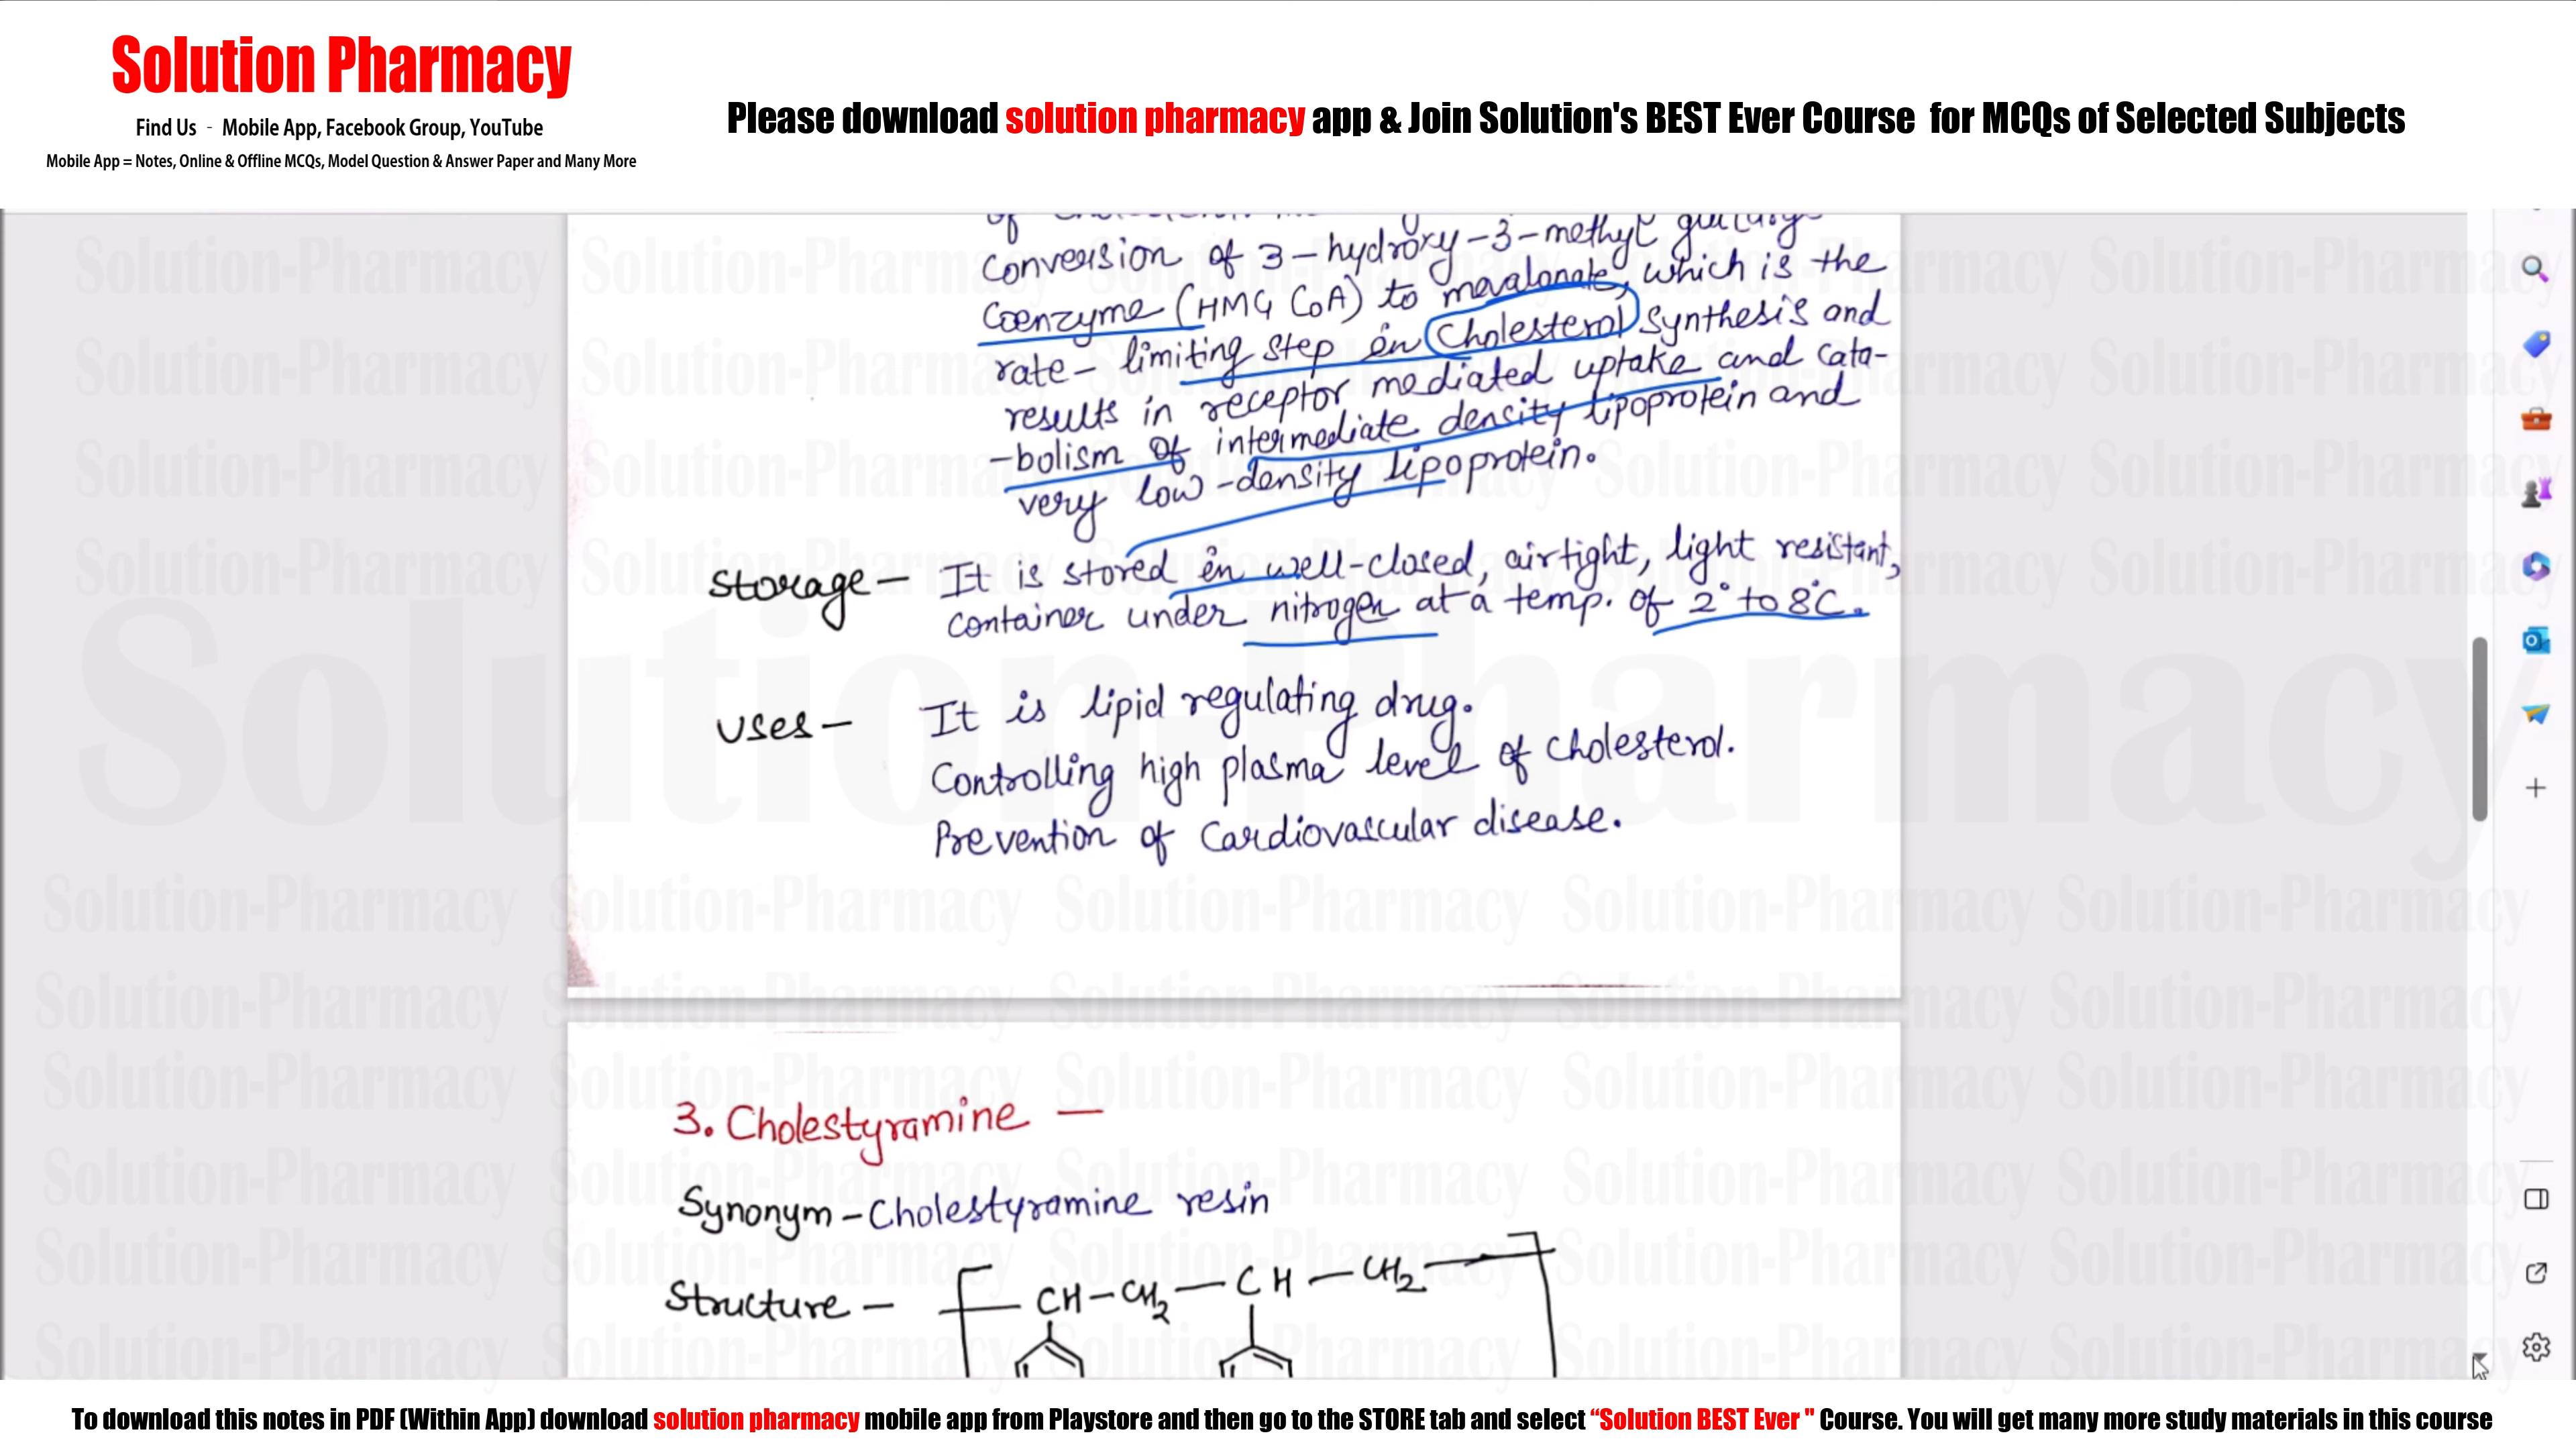 Solution Pharmacy
Find Us - Mobile App, Facebook Group, YouTube
Mobile App = Notes, Online & Offline MCQs, Model Question & Answer Paper and Many More
Please download solution pharmacy app & Join Solution's BEST Ever Course for MCQs of Selected Subjects
of
conversion of 3-hydroxy-3-methyl
Coenzyme (HMG CoA) to mevalonate, which is the
rate-limiting step in Cholesterol synthesis and
results in receptor mediated uptake and cata-
-bolism of intermediate density lipoprotein and
very low-density lipoprotein.
Storage- It is stored in well-closed, airtight, light resistant,
container under nitrogen at a temp. of 2° to 8°C.
Uses- It is lipid regulating drug.
Controlling high plasma level of cholesterol.
Prevention of Cardiovascular disease.
3. Cholestyramine -
Synonym - Cholestyramine resin
Structure - CH-CH2-CH-CH2
To download this notes in PDF (Within App) download solution pharmacy mobile app from Playstore and then go to the STORE tab and select “Solution BEST Ever " Course. You will get many more study materials in this course